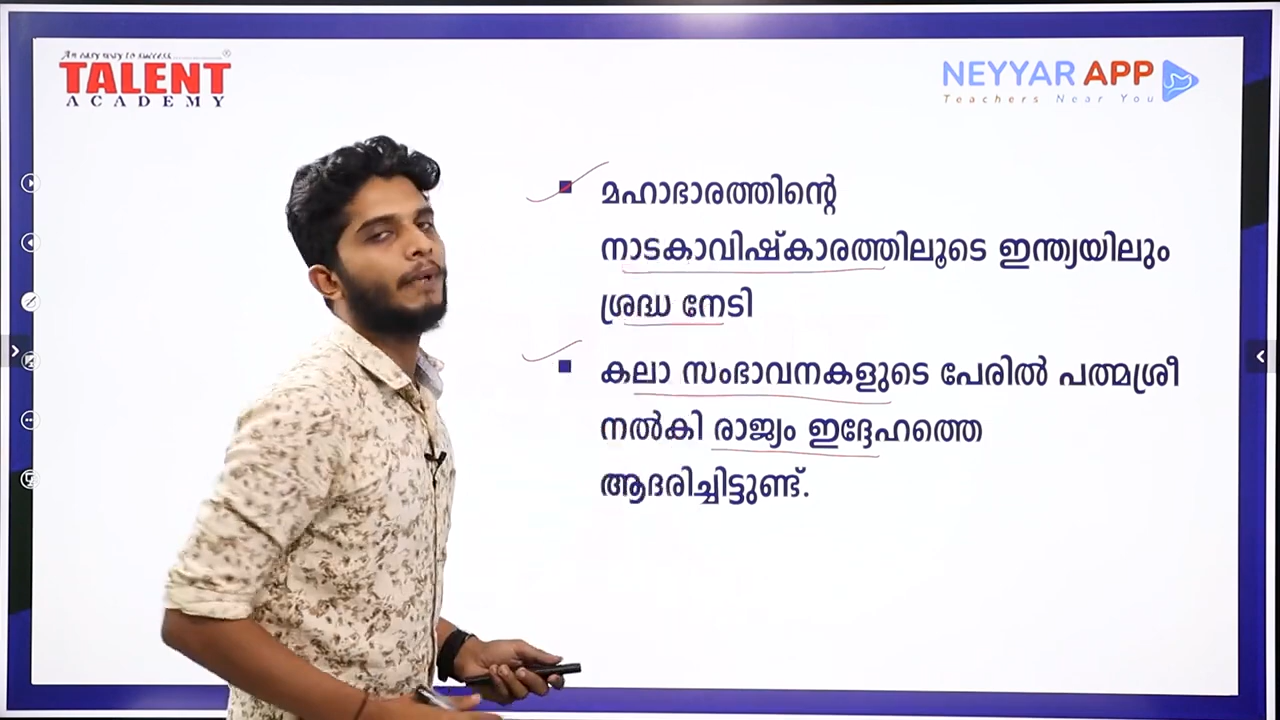 An easy way to success
TALENT
ACADEMY
NEYYAR APP
Teachers Near You
മഹാഭാരത്തിന്റെ
നാടകാവിഷ്കാരത്തിലൂടെ ഇന്ത്യയിലും
ശ്രദ്ധ നേടി
കലാ സംഭാവനകളുടെ പേരിൽ പത്മശ്രീ
നൽകി രാജ്യം ഇദ്ദേഹത്തെ
ആദരിച്ചിട്ടുണ്ട്.